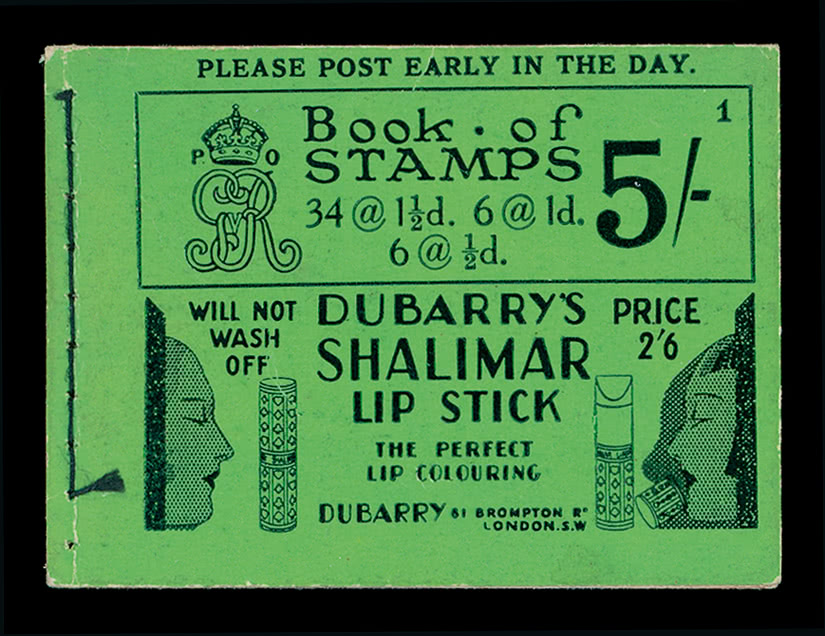 PLEASE POST EARLY IN THE DAY.
1
P O
GvR
Book · of
STAMPS
5/-
34 @ 1½d. 6 @ 1d.
6 @ ½d.
WILL NOT
WASH
OFF
DUBARRY'S
SHALIMAR
LIP STICK
PRICE
2'6
THE PERFECT
LIP COLOURING
DUBARRY 61 BROMPTON Rᴰ
LONDON.S.W